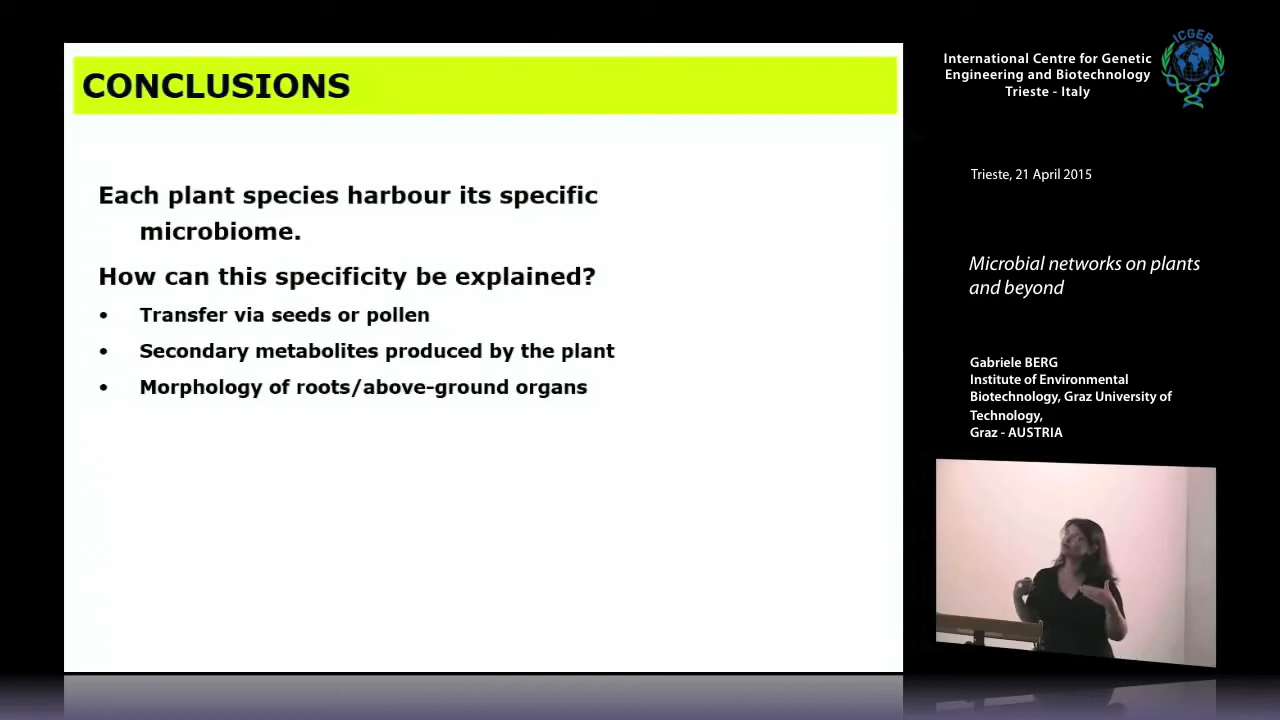 CONCLUSIONS
Each plant species harbour its specific
microbiome.
How can this specificity be explained?
• Transfer via seeds or pollen
• Secondary metabolites produced by the plant
• Morphology of roots/above-ground organs
International Centre for Genetic
Engineering and Biotechnology
Trieste - Italy
ICGEB
Trieste, 21 April 2015
Microbial networks on plants
and beyond
Gabriele BERG
Institute of Environmental
Biotechnology, Graz University of
Technology,
Graz - AUSTRIA